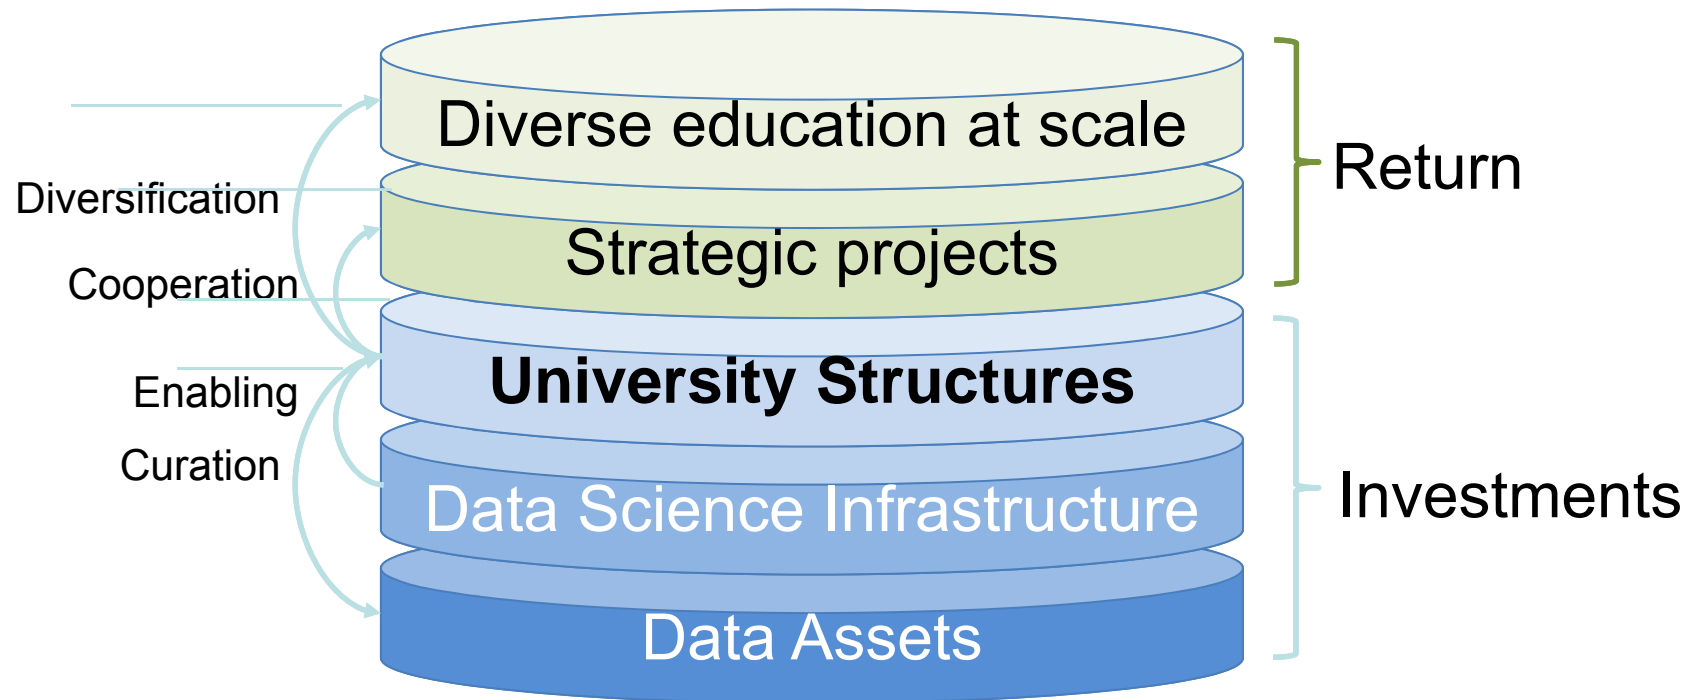 Diverse education at scale
Return
Diversification
Strategic projects
Cooperation
University Structures
Enabling
Curation
Data Science Infrastructure
Investments
Data Assets